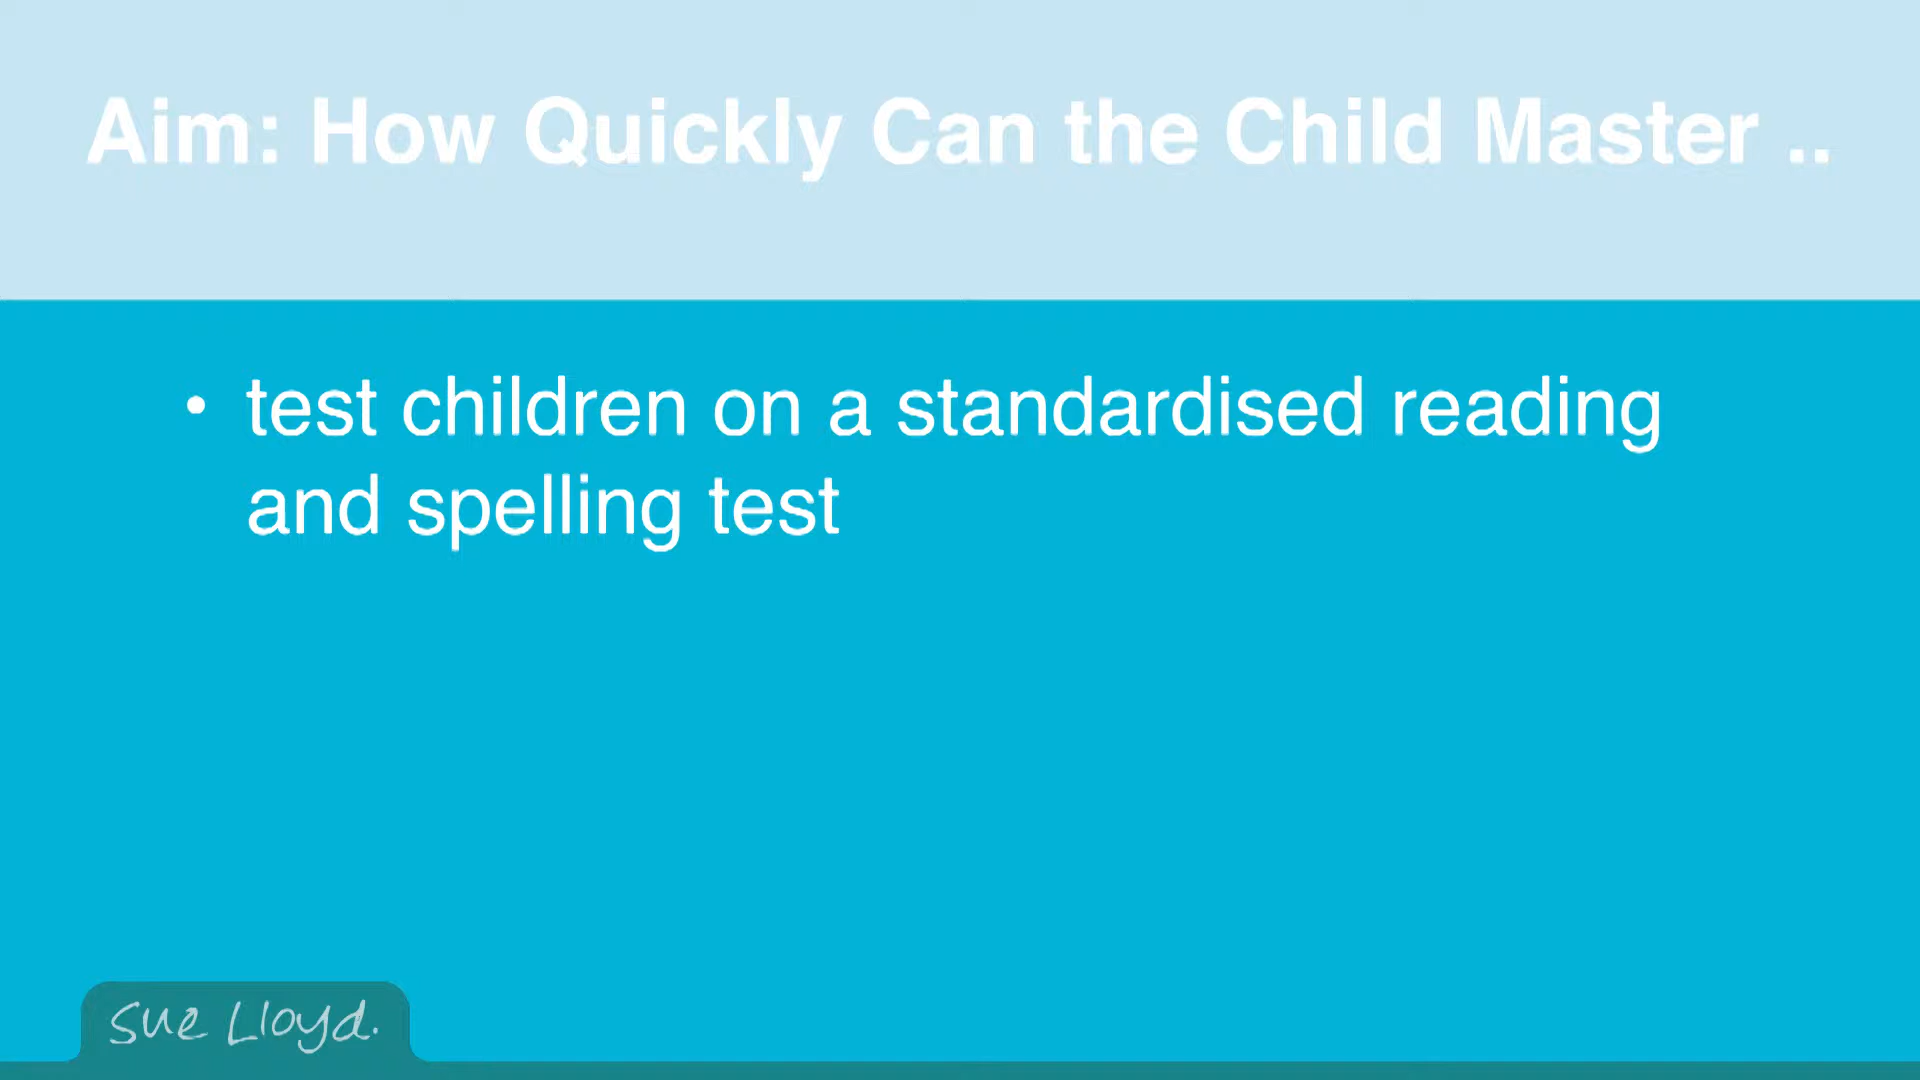 Aim: How Quickly Can the Child Master ..
• test children on a standardised reading
and spelling test
Sue Lloyd.